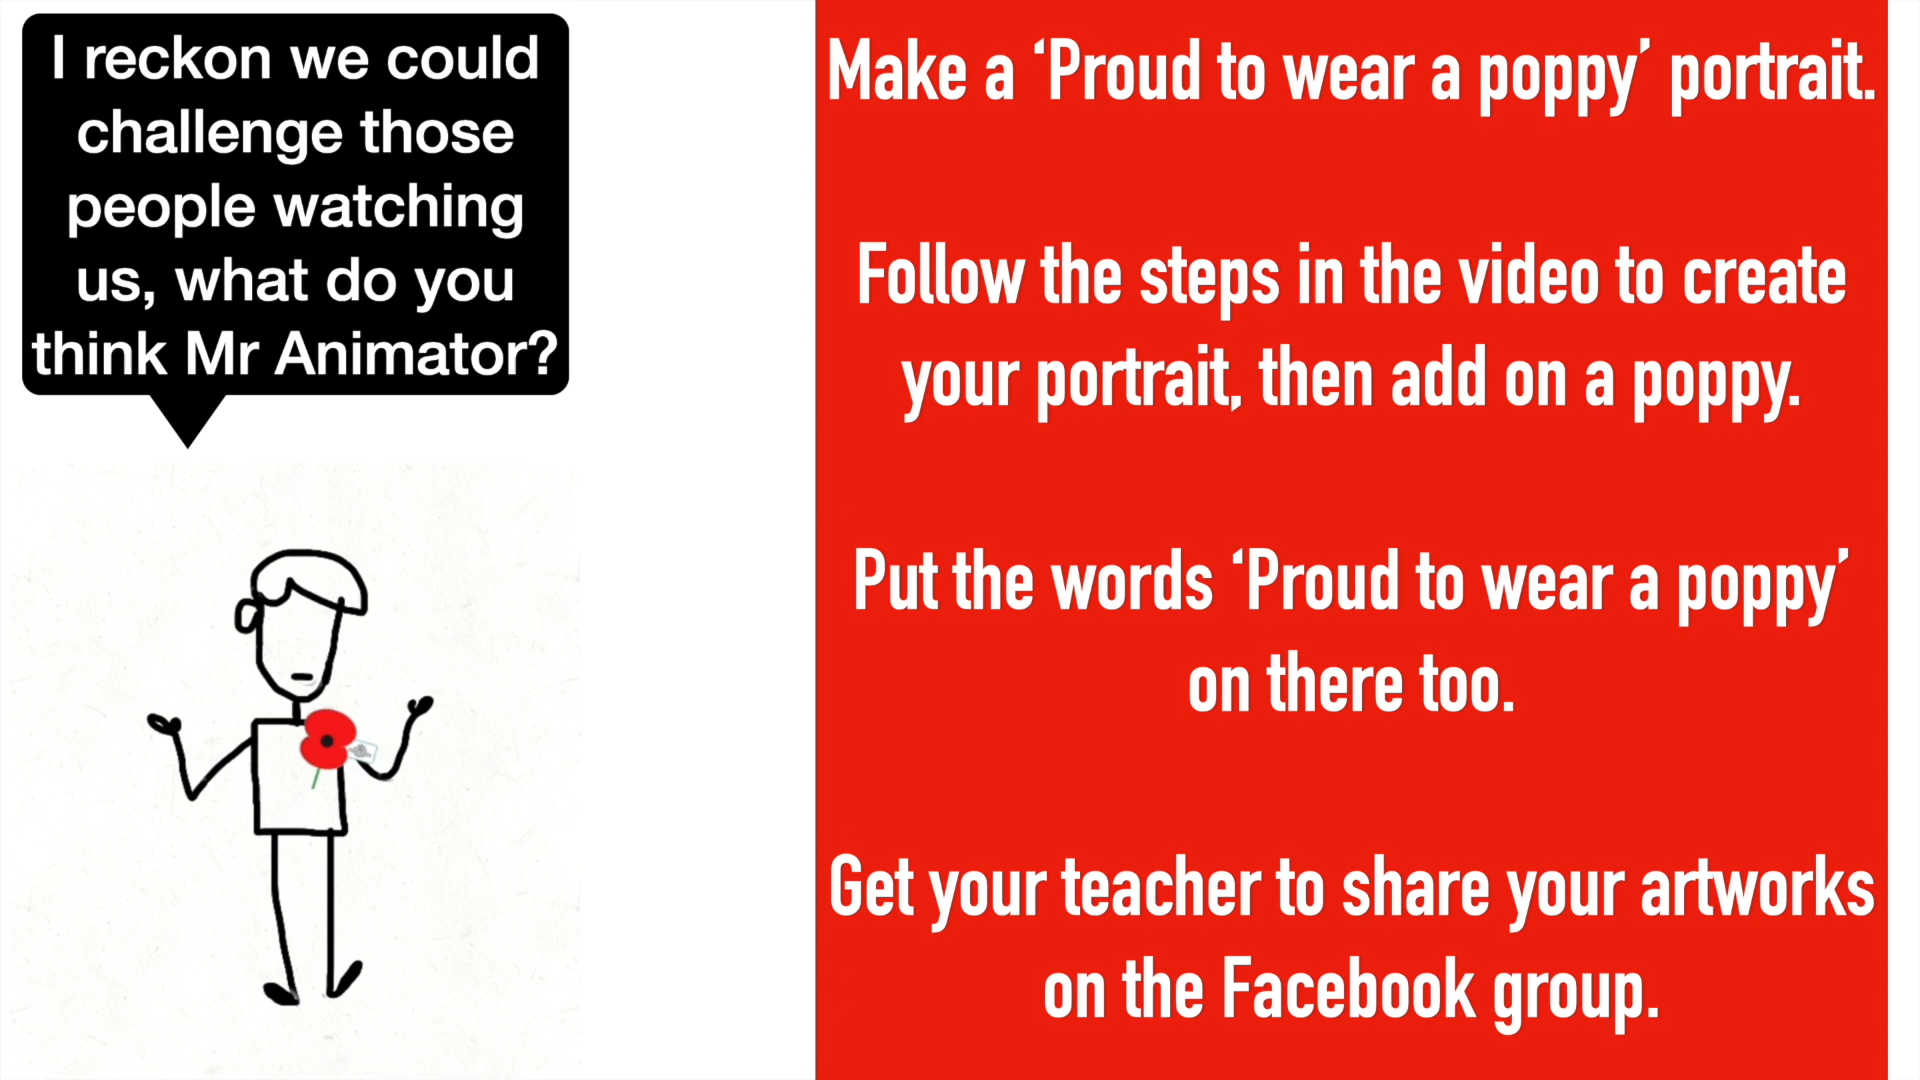 I reckon we could
challenge those
people watching
us, what do you
think Mr Animator?
Make a ‘Proud to wear a poppy’ portrait.
Follow the steps in the video to create
your portrait, then add on a poppy.
Put the words ‘Proud to wear a poppy’
on there too.
Get your teacher to share your artworks
on the Facebook group.